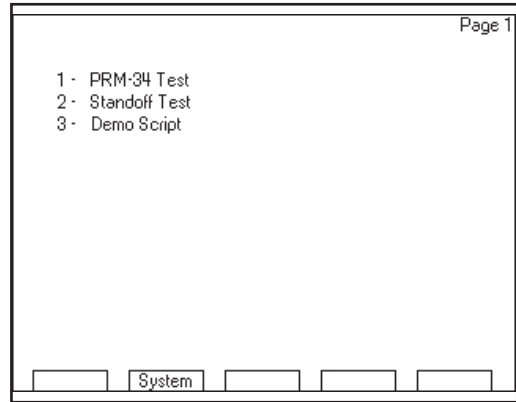 Page 1
1 - PRM-34 Test
2 - Standoff Test
3 - Demo Script
System